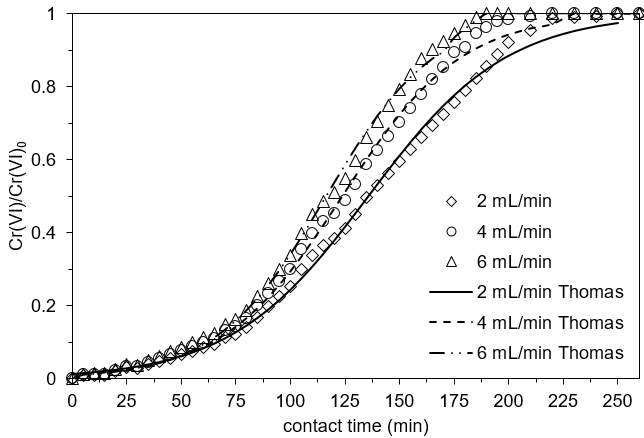 1
0.8
0.6
0.4
0.2
0
Cr(VI)/Cr(VI)₀
2 mL/min
4 mL/min
6 mL/min
2 mL/min Thomas
4 mL/min Thomas
6 mL/min Thomas
0 25 50 75 100 125 150 175 200 225 250
contact time (min)